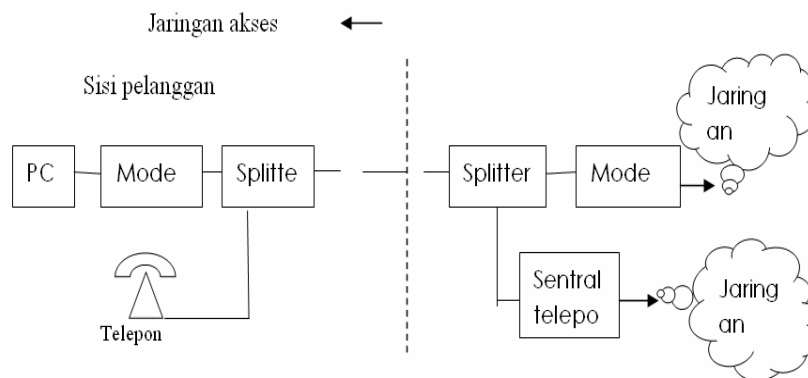 Jaringan akses
Sisi pelanggan
PC
Mode
Splitte
Splitter
Mode
Jaring
an
Telepon
Sentral
telepo
Jaring
an